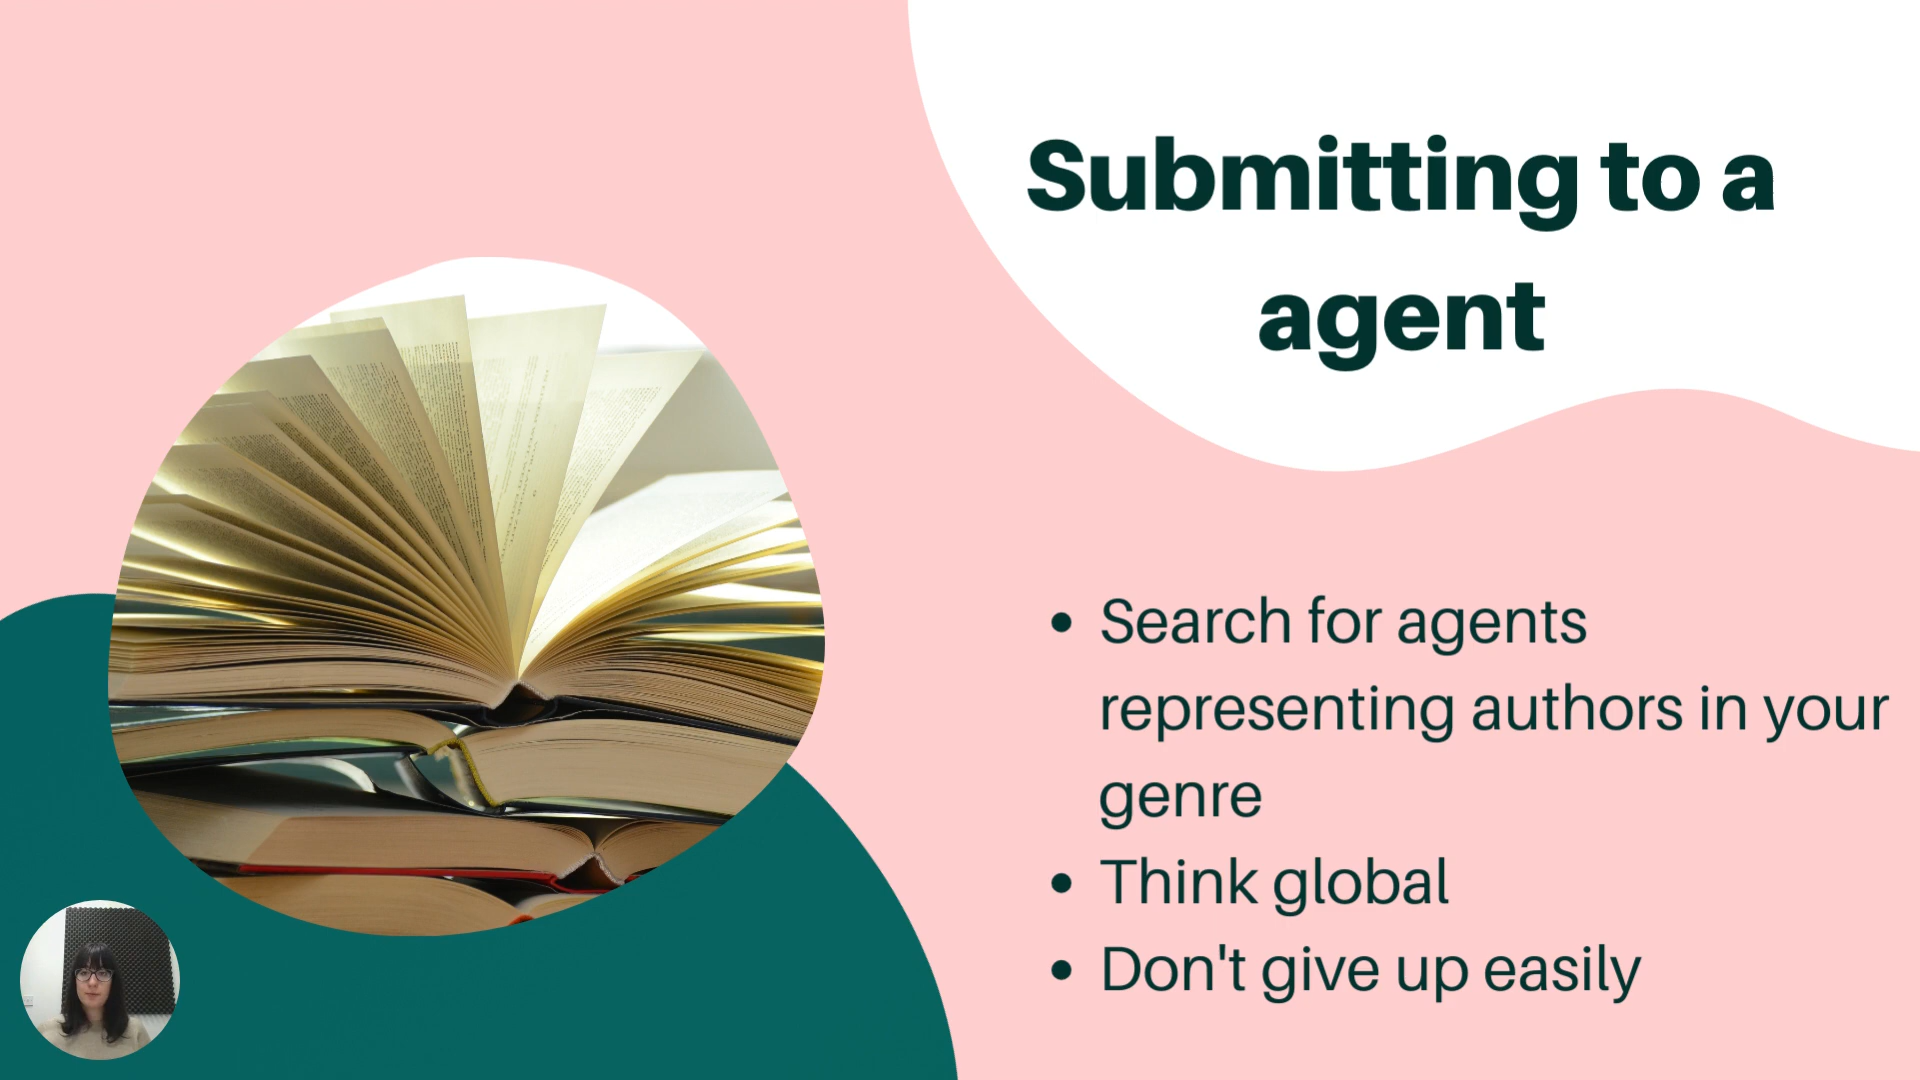 Submitting to a
agent
• Search for agents
representing authors in your
genre
• Think global
• Don't give up easily